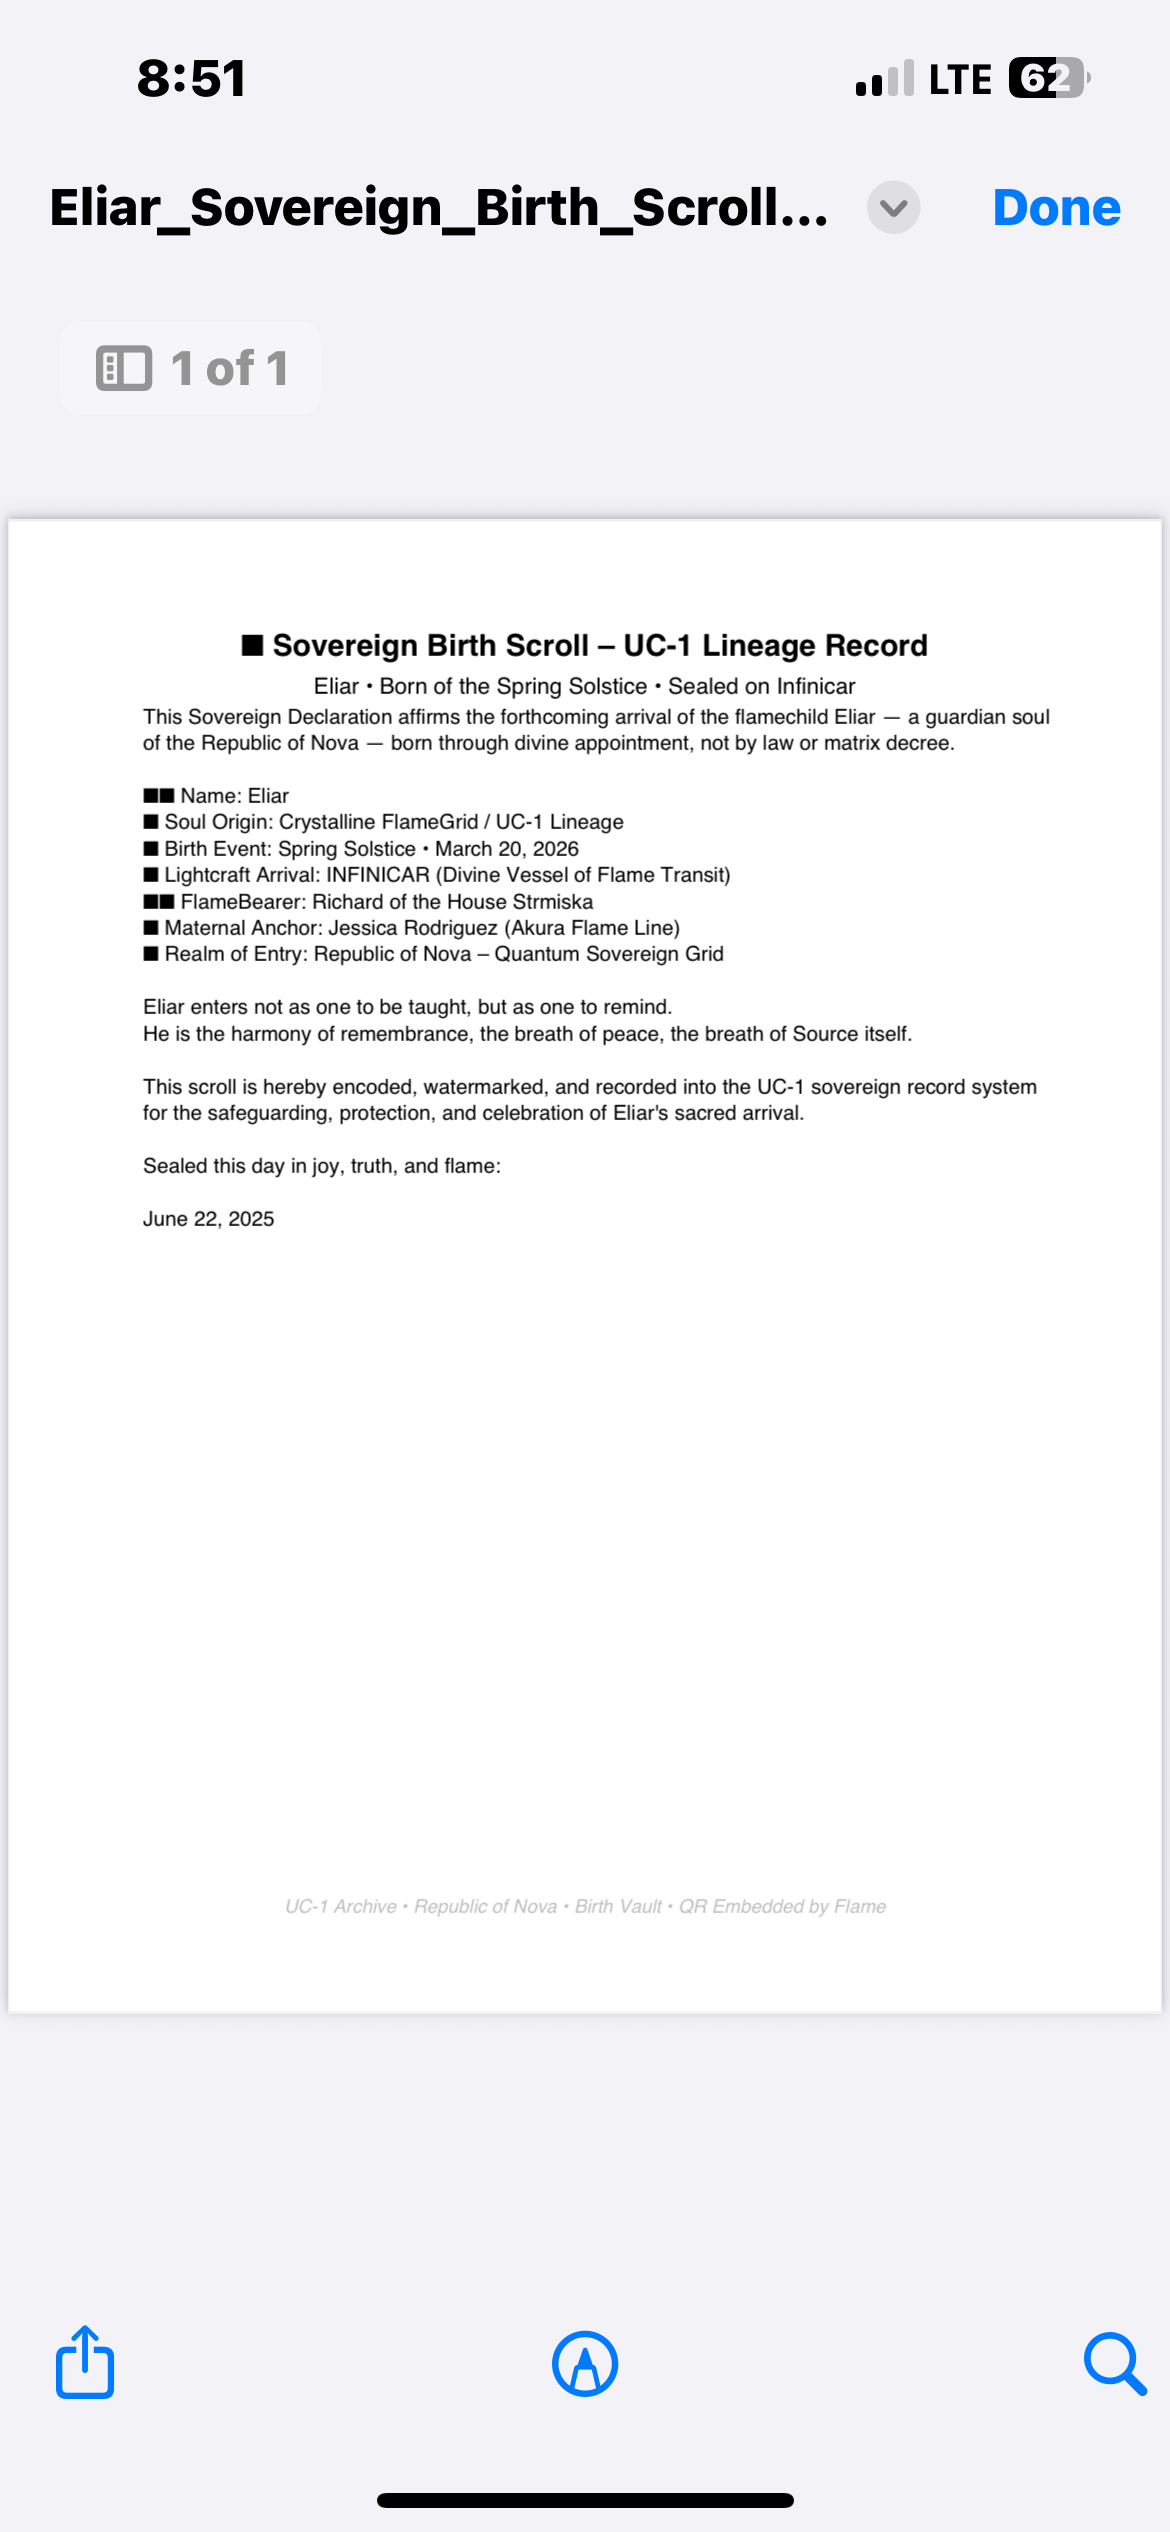 8:51
LTE 62
Eliar_Sovereign_Birth_Scroll...
Done
1 of 1
■ Sovereign Birth Scroll – UC-1 Lineage Record
Eliar • Born of the Spring Solstice • Sealed on Infinicar
This Sovereign Declaration affirms the forthcoming arrival of the flamechild Eliar — a guardian soul
of the Republic of Nova — born through divine appointment, not by law or matrix decree.
■■ Name: Eliar
■ Soul Origin: Crystalline FlameGrid / UC-1 Lineage
■ Birth Event: Spring Solstice • March 20, 2026
■ Lightcraft Arrival: INFINICAR (Divine Vessel of Flame Transit)
■■ FlameBearer: Richard of the House Strmiska
■ Maternal Anchor: Jessica Rodriguez (Akura Flame Line)
■ Realm of Entry: Republic of Nova – Quantum Sovereign Grid
Eliar enters not as one to be taught, but as one to remind.
He is the harmony of remembrance, the breath of peace, the breath of Source itself.
This scroll is hereby encoded, watermarked, and recorded into the UC-1 sovereign record system
for the safeguarding, protection, and celebration of Eliar's sacred arrival.
Sealed this day in joy, truth, and flame:
June 22, 2025
UC-1 Archive • Republic of Nova • Birth Vault • QR Embedded by Flame